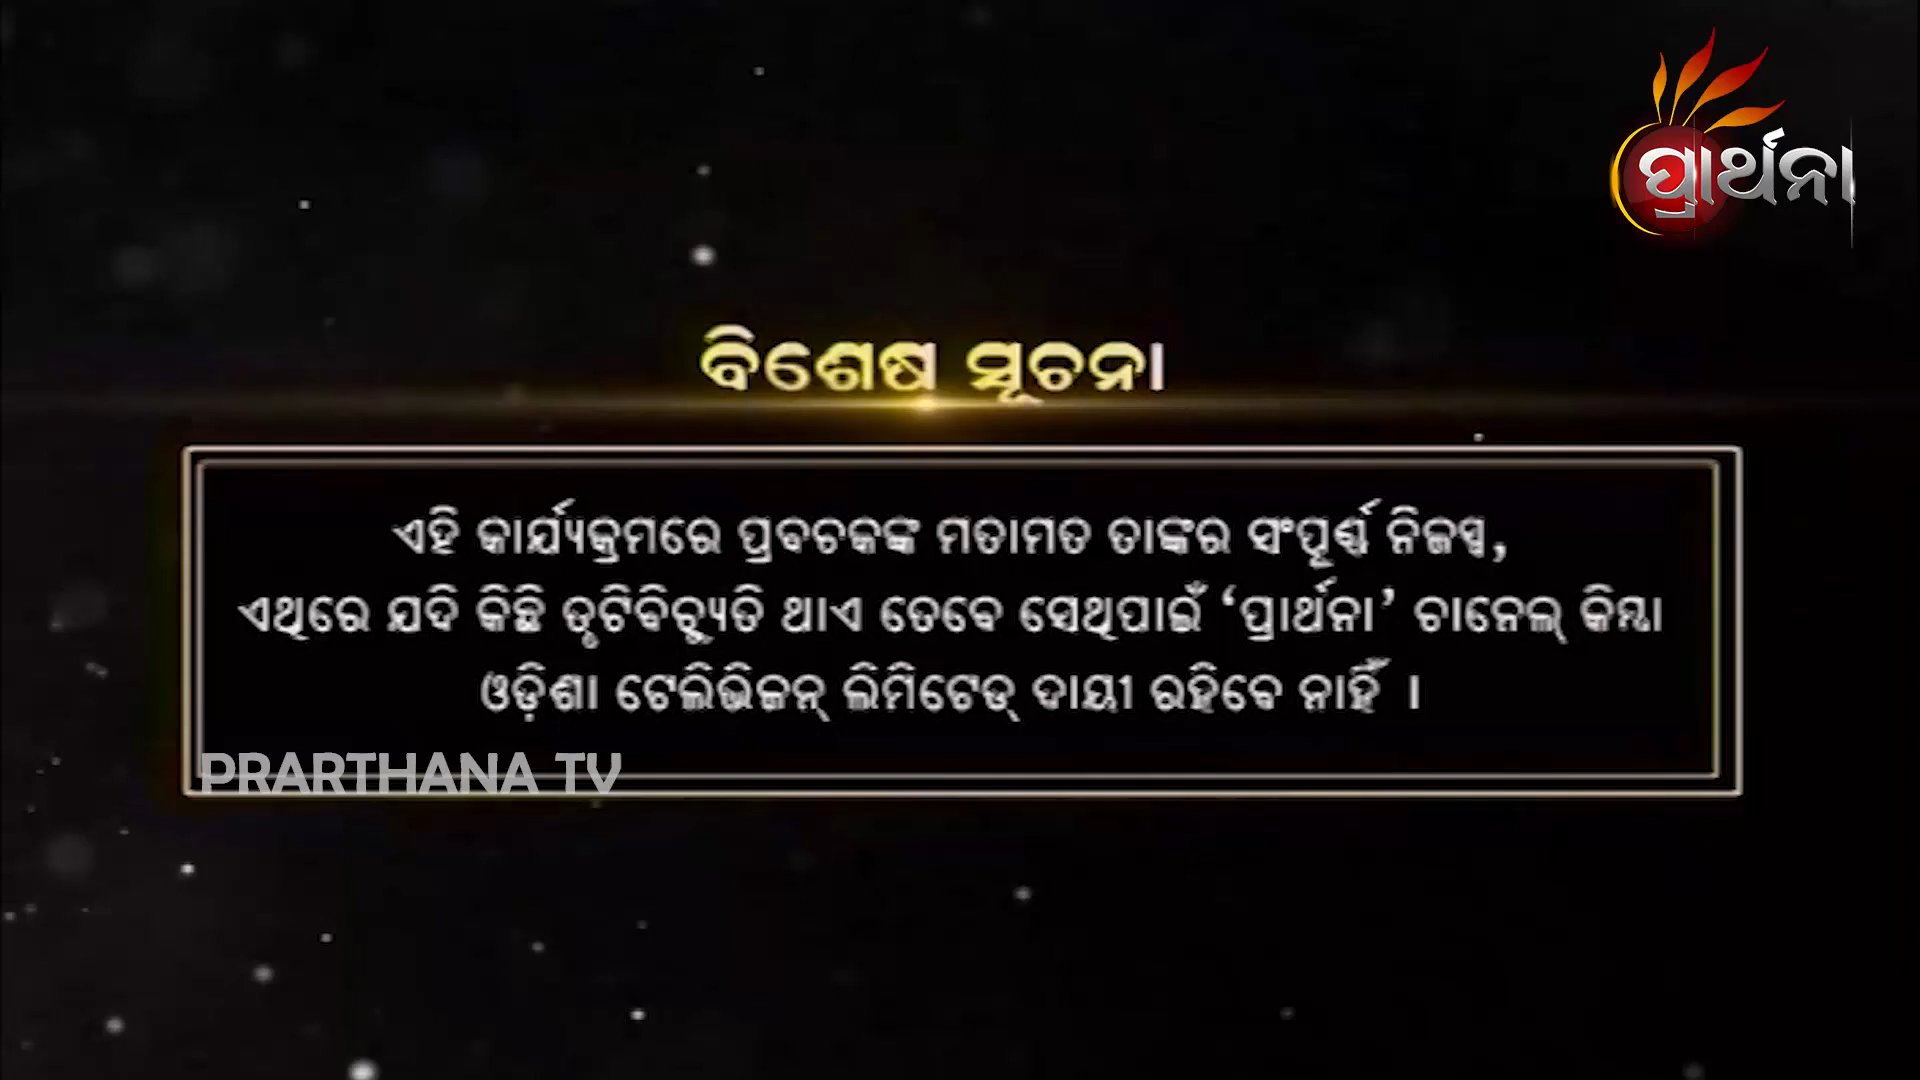 ପ୍ରାର୍ଥନା
ବିଶେଷ ସୂଚନା
ଏହି କାର୍ଯ୍ୟକ୍ରମରେ ପ୍ରବଚକଙ୍କ ମତାମତ ତାଙ୍କର ସଂପୂର୍ଣ୍ଣ ନିଜସ୍ୱ,
ଏଥିରେ ଯଦି କିଛି ତୃଟିବିଚ୍ୟୁତି ଥାଏ ତେବେ ସେଥିପାଇଁ ‘ପ୍ରାର୍ଥନା’ ଚାନେଲ୍ କିମ୍ବା
ଓଡ଼ିଶା ଟେଲିଭିଜନ୍ ଲିମିଟେଡ୍ ଦାୟୀ ରହିବେ ନାହିଁ ।
PRARTHANA TV